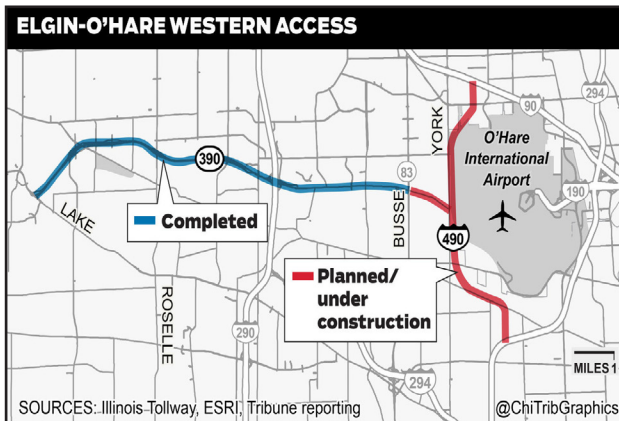 ELGIN-O'HARE WESTERN ACCESS
294
90
YORK
O'Hare
International
Airport
390
83
190
Completed
LAKE
BUSSE
490
Planned/
under
construction
ROSELLE
290
294
MILES 1
SOURCES: Illinois Tollway, ESRI, Tribune reporting
@ChiTribGraphics